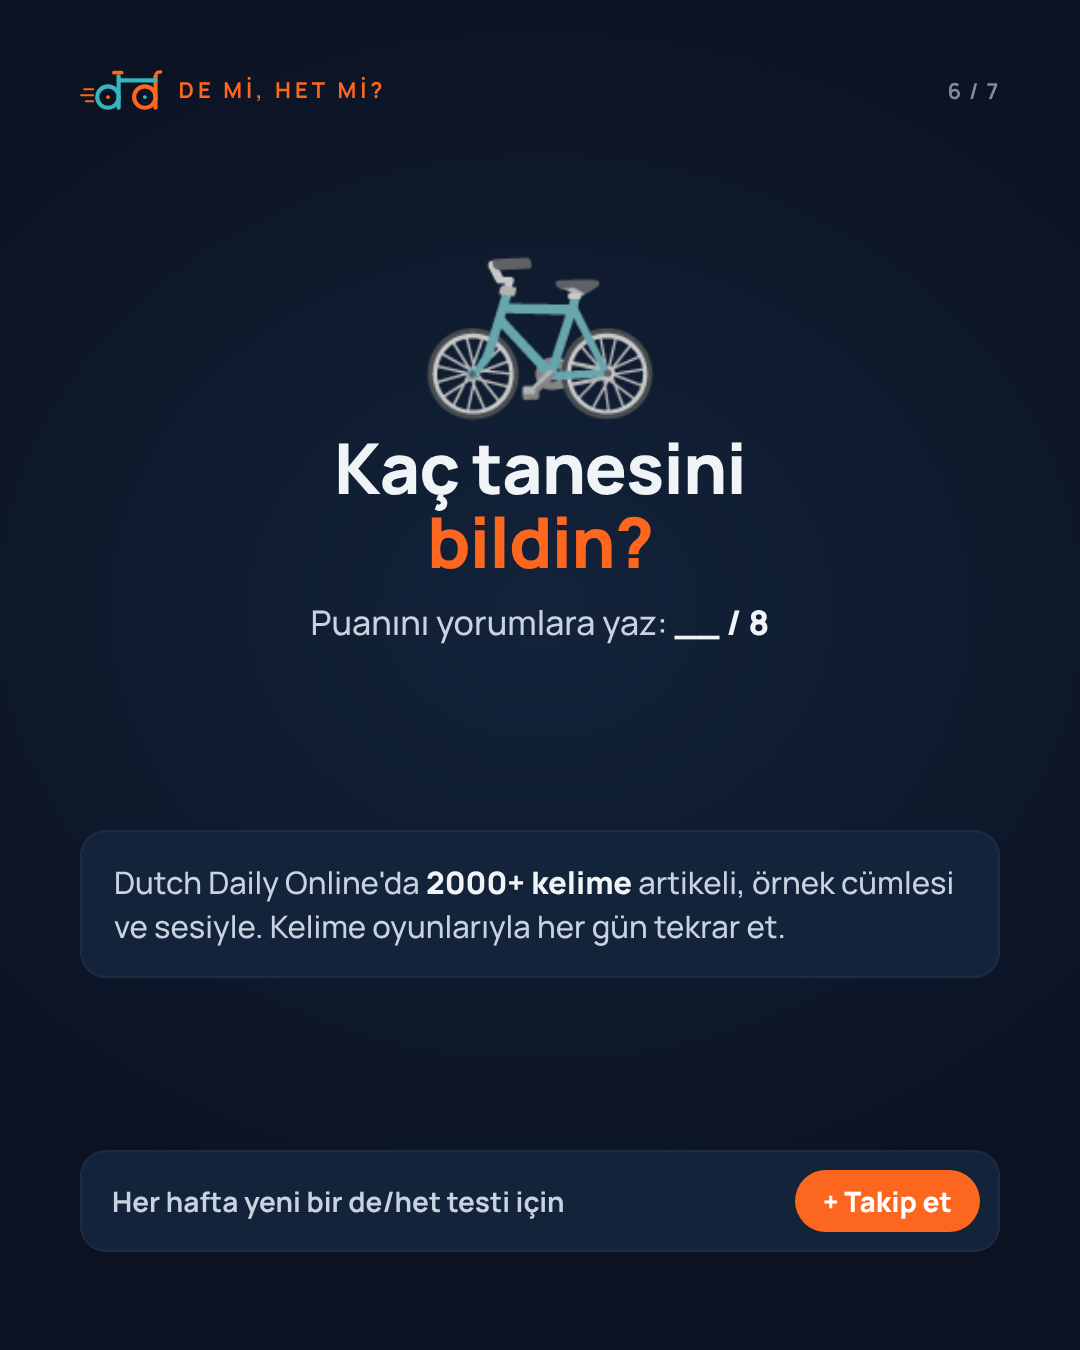 DE Mİ, HET Mİ?
6 / 7
Kaç tanesini
bildin?
Puanını yorumlara yaz: __ / 8
Dutch Daily Online'da 2000+ kelime artikeli, örnek cümlesi
ve sesiyle. Kelime oyunlarıyla her gün tekrar et.
Her hafta yeni bir de/het testi için
+ Takip et